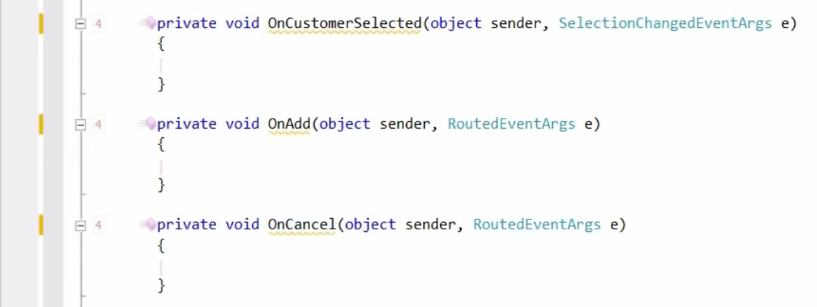 4 private void OnCustomerSelected(object sender, SelectionChangedEventArgs e)
{
}
4 private void OnAdd(object sender, RoutedEventArgs e)
{
}
4 private void OnCancel(object sender, RoutedEventArgs e)
{
}